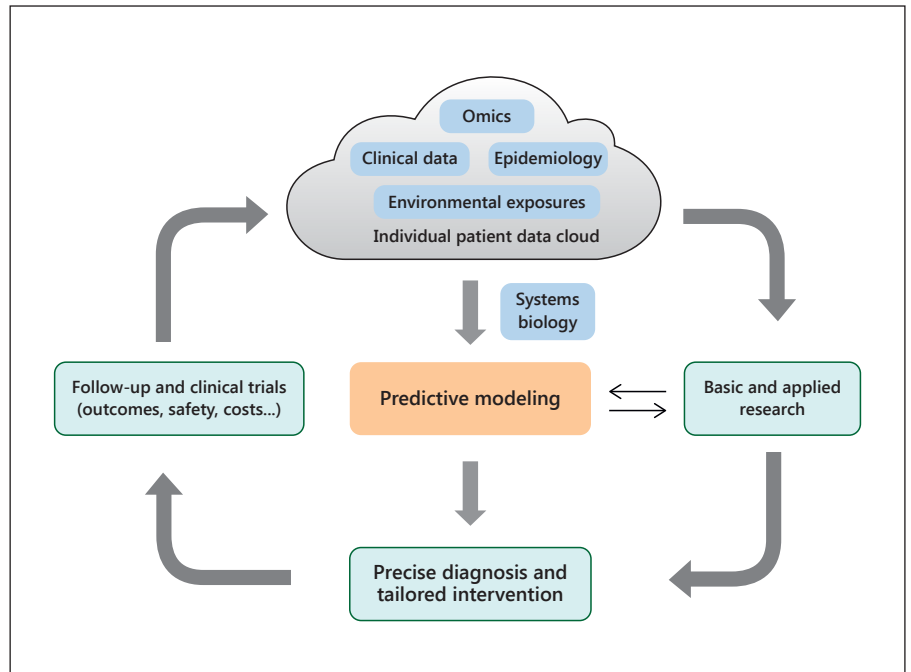 Omics
Clinical data
Epidemiology
Environmental exposures
Individual patient data cloud
Systems
biology
Follow-up and clinical trials
(outcomes, safety, costs...)
Predictive modeling
Basic and applied
research
Precise diagnosis and
tailored intervention